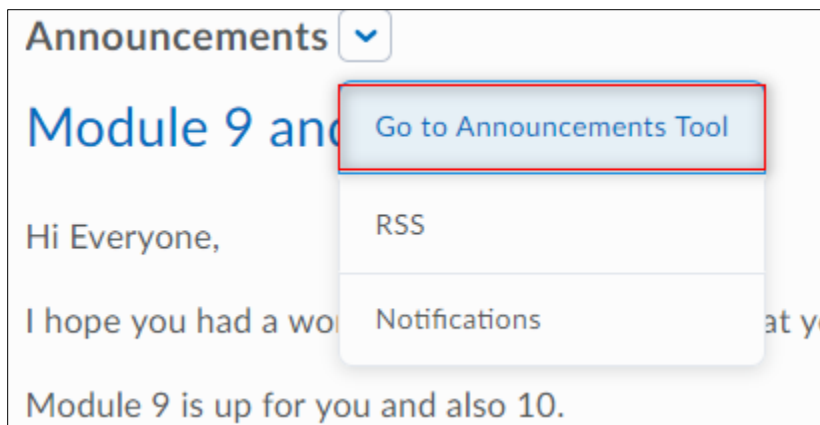 Announcements
Module 9 and
Go to Announcements Tool
Hi Everyone,
RSS
I hope you had a
Notifications
at
Module 9 is up for you and also 10.